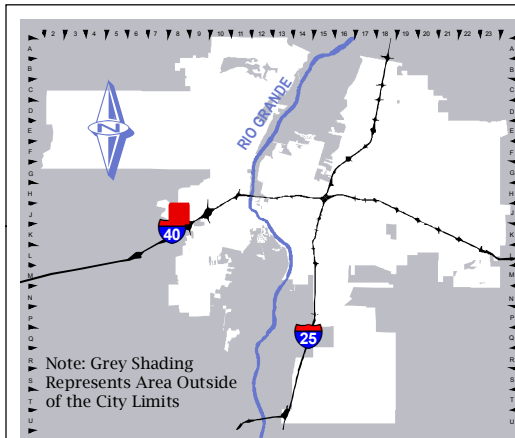 2 3 4 5 6 7 8 9 10 11 12 13 14 15 16 17 18 19 20 21 22 23
A A
B B
C C
D D
E E
F F
G G
H H
J J
K K
L L
M M
N N
P P
Q Q
R R
S S
T T
U U
N
RIO GRANDE
40
25
Note: Grey Shading
Represents Area Outside
of the City Limits